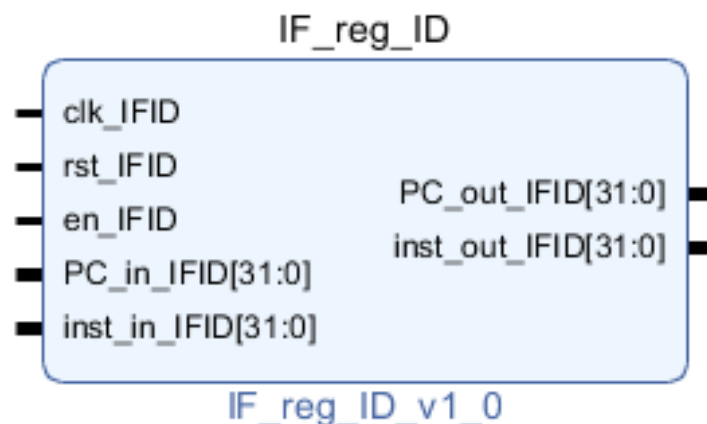 IF_reg_ID
clk_IFID
rst_IFID
en_IFID
PC_in_IFID[31:0]
inst_in_IFID[31:0]
PC_out_IFID[31:0]
inst_out_IFID[31:0]
IF_reg_ID_v1_0